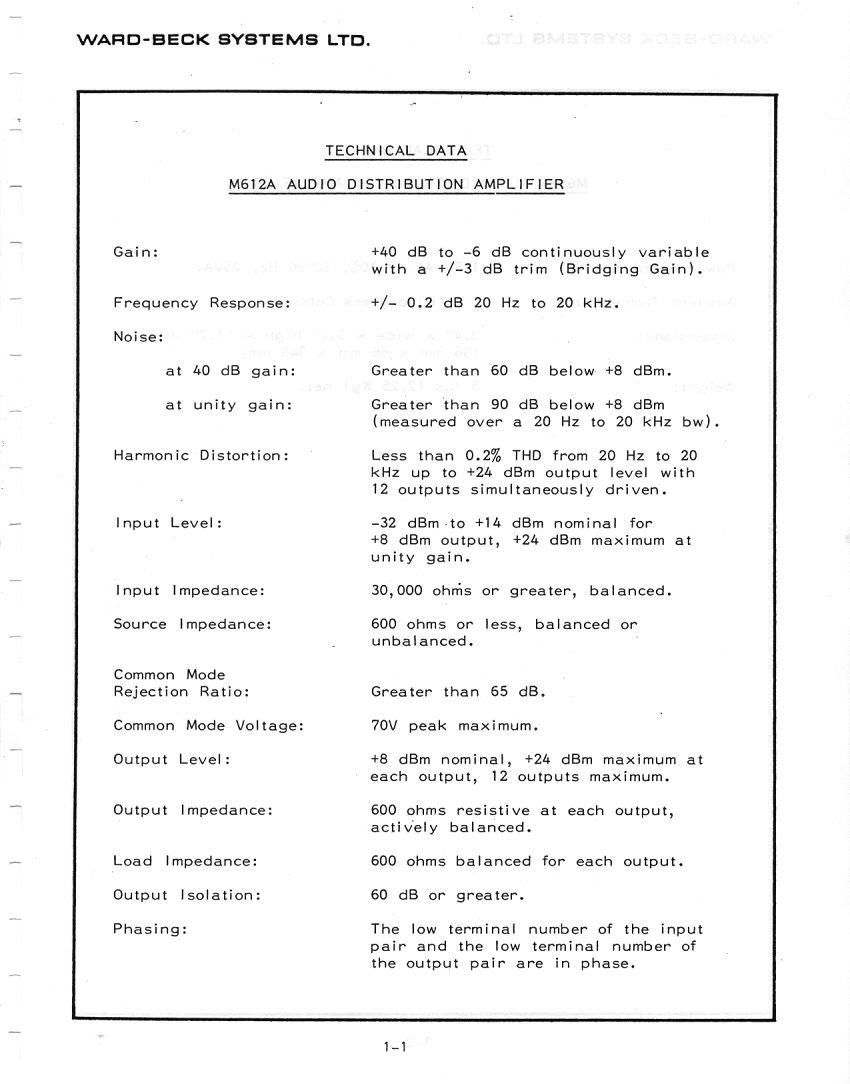 WARD-BECK SYSTEMS LTD.
TECHNICAL DATA
M612A AUDIO DISTRIBUTION AMPLIFIER
Gain: +40 dB to -6 dB continuously variable
with a +/-3 dB trim (Bridging Gain).
Frequency Response: +/- 0.2 dB 20 Hz to 20 kHz.
Noise:
at 40 dB gain: Greater than 60 dB below +8 dBm.
at unity gain: Greater than 90 dB below +8 dBm
(measured over a 20 Hz to 20 kHz bw).
Harmonic Distortion: Less than 0.2% THD from 20 Hz to 20
kHz up to +24 dBm output level with
12 outputs simultaneously driven.
Input Level: -32 dBm to +14 dBm nominal for
+8 dBm output, +24 dBm maximum at
unity gain.
Input Impedance: 30,000 ohms or greater, balanced.
Source Impedance: 600 ohms or less, balanced or
unbalanced.
Common Mode
Rejection Ratio: Greater than 65 dB.
Common Mode Voltage: 70V peak maximum.
Output Level: +8 dBm nominal, +24 dBm maximum at
each output, 12 outputs maximum.
Output Impedance: 600 ohms resistive at each output,
actively balanced.
Load Impedance: 600 ohms balanced for each output.
Output Isolation: 60 dB or greater.
Phasing: The low terminal number of the input
pair and the low terminal number of
the output pair are in phase.
1-1